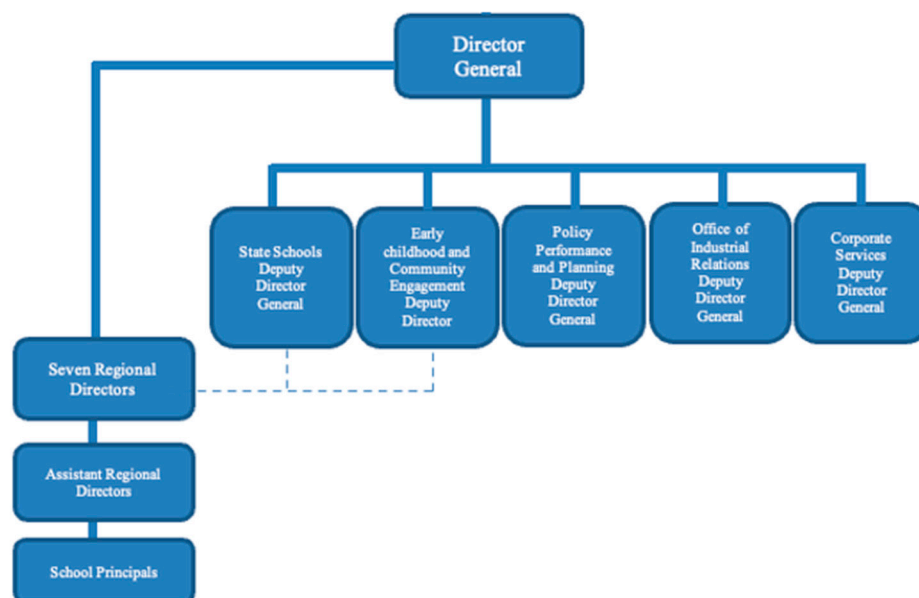 Director
General
State Schools
Deputy
Director
General
Early
childhood and
Community
Engagement
Deputy
Director
Policy
Performance
and Planning
Deputy
Director
General
Office of
Industrial
Relations
Deputy
Director
General
Corporate
Services
Deputy
Director
General
Seven Regional
Directors
Assistant Regional
Directors
School Principals